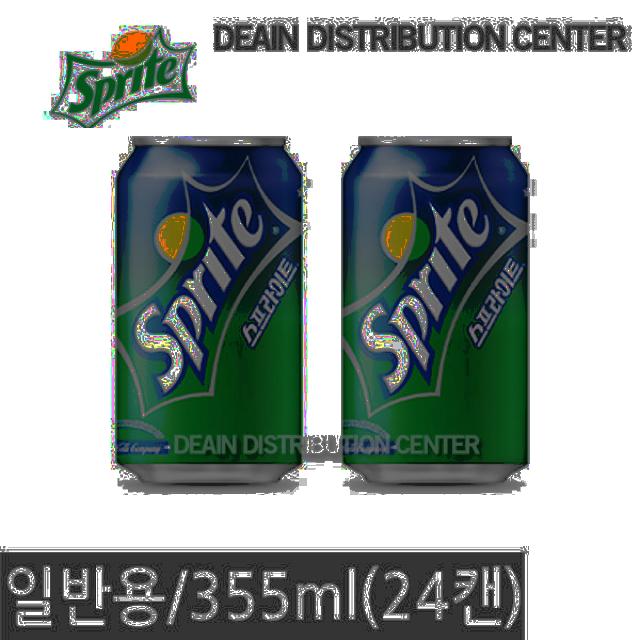 DEAIN DISTRIBUTION CENTER
Sprite
Sprite
스프라이트
Sprite
스프라이트
DEAIN DISTRIBUTION CENTER
일반용/355ml(24캔)